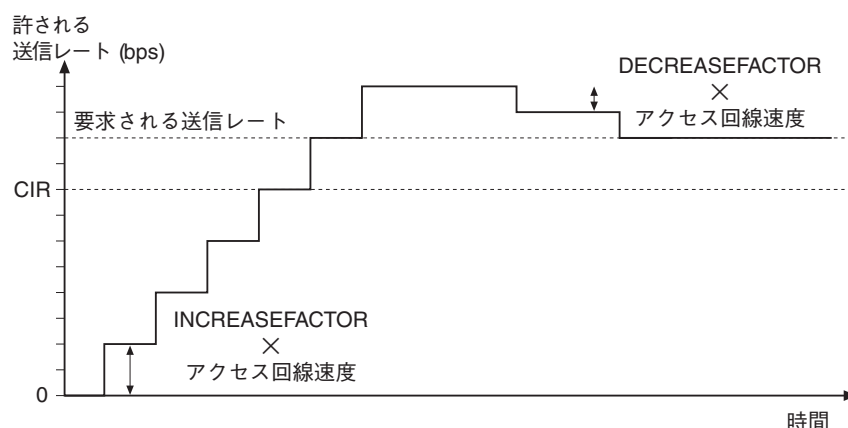 許される
送信レート (bps)
DECREASEFACTOR
×
アクセス回線速度
要求される送信レート
CIR
INCREASEFACTOR
×
アクセス回線速度
0
時間